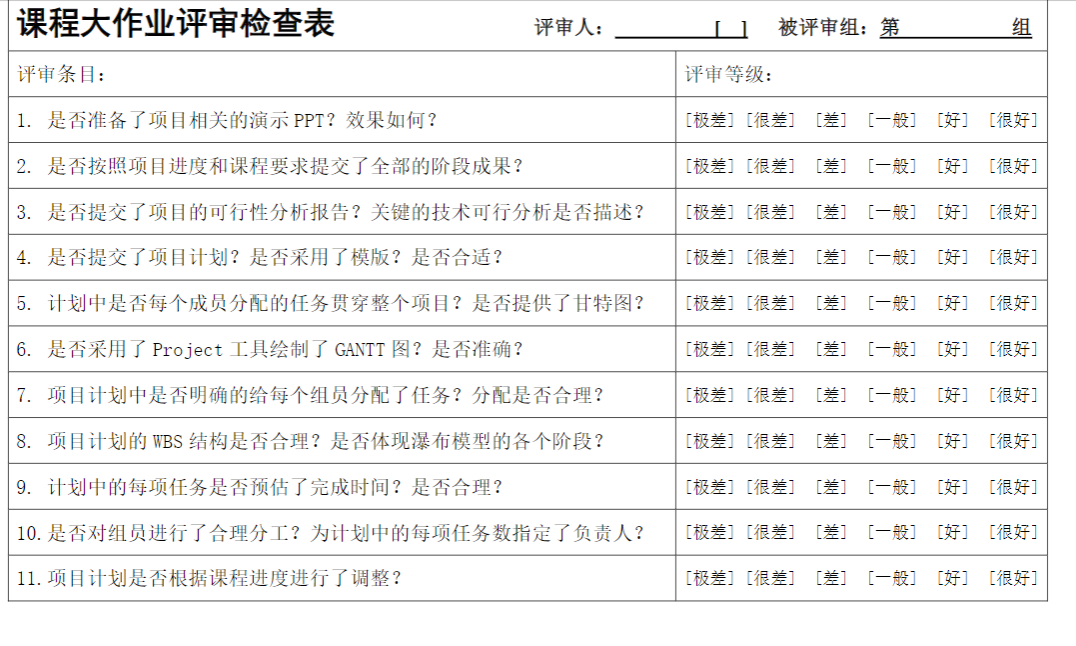 课程大作业评审检查表 评审人：[ ] 被评审组：第 组
评审条目： 评审等级：
1. 是否准备了项目相关的演示 PPT？效果如何？ [极差] [很差] [差] [一般] [好] [很好]
2. 是否按照项目进度和课程要求提交了全部的阶段成果？ [极差] [很差] [差] [一般] [好] [很好]
3. 是否提交了项目的可行性分析报告？关键的技术可行分析是否描述？ [极差] [很差] [差] [一般] [好] [很好]
4. 是否提交了项目计划？是否采用了模版？是否合适？ [极差] [很差] [差] [一般] [好] [很好]
5. 计划中是否每个成员分配的任务贯穿整个项目？是否提供了甘特图？ [极差] [很差] [差] [一般] [好] [很好]
6. 是否采用了 Project 工具绘制了 GANTT 图？是否准确？ [极差] [很差] [差] [一般] [好] [很好]
7. 项目计划中是否明确的给每个组员分配了任务？分配是否合理？ [极差] [很差] [差] [一般] [好] [很好]
8. 项目计划的 WBS 结构是否合理？是否体现瀑布模型的各个阶段？ [极差] [很差] [差] [一般] [好] [很好]
9. 计划中的每项任务是否预估了完成时间？是否合理？ [极差] [很差] [差] [一般] [好] [很好]
10. 是否对组员进行了合理分工？为计划中的每项任务数指定了负责人？ [极差] [很差] [差] [一般] [好] [很好]
11. 项目计划是否根据课程进度进行了调整？ [极差] [很差] [差] [一般] [好] [很好]